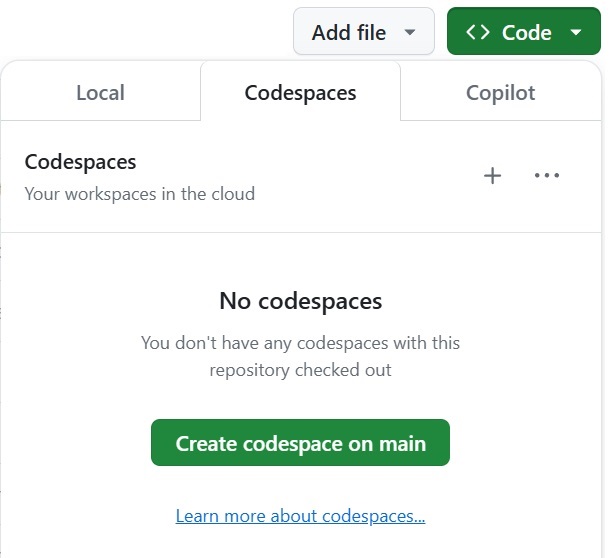 Add file
<> Code
Local Codespaces Copilot
Codespaces
Your workspaces in the cloud
No codespaces
You don't have any codespaces with this
repository checked out
Create codespace on main
Learn more about codespaces...